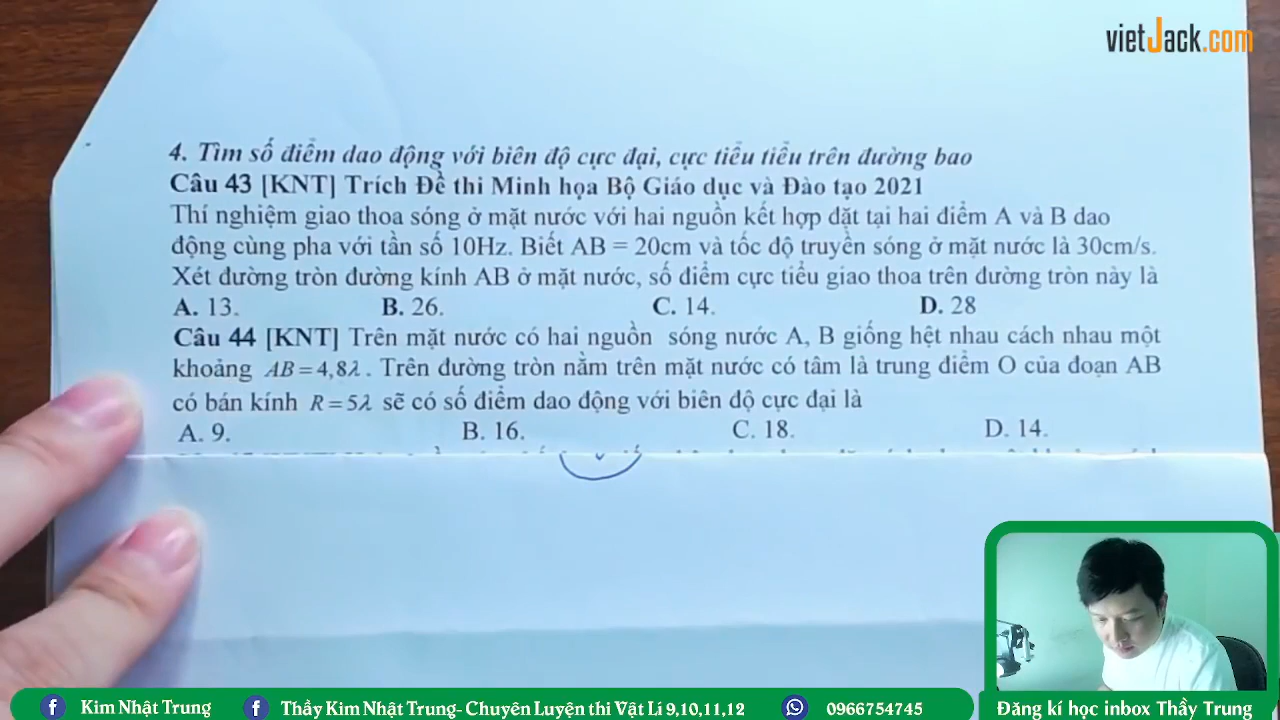 vietJack.com
4. Tìm số điểm dao động với biên độ cực đại, cực tiểu tiểu trên đường bao
Câu 43 [KNT] Trích Đề thi Minh họa Bộ Giáo dục và Đào tạo 2021
Thí nghiệm giao thoa sóng ở mặt nước với hai nguồn kết hợp đặt tại hai điểm A và B dao
động cùng pha với tần số 10Hz. Biết AB = 20cm và tốc độ truyền sóng ở mặt nước là 30cm/s.
Xét đường tròn đường kính AB ở mặt nước, số điểm cực tiểu giao thoa trên đường tròn này là
A. 13. B. 26. C. 14. D. 28
Câu 44 [KNT] Trên mặt nước có hai nguồn sóng nước A, B giống hệt nhau cách nhau một
khoảng AB = 4,8λ. Trên đường tròn nằm trên mặt nước có tâm là trung điểm O của đoạn AB
có bán kính R = 5λ sẽ có số điểm dao động với biên độ cực đại là
A. 9. B. 16. C. 18. D. 14.
Kim Nhật Trung Thầy Kim Nhật Trung- Chuyên Luyện thi Vật Lí 9,10,11,12 0966754745 Đăng kí học inbox Thầy Trung